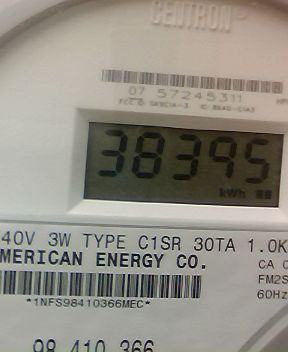 CENTRON
07 57245311
38395
kWh
40V 3W TYPE C1SR 30TA 1.0K
MERICAN ENERGY CO.
CA 0
FM2S
60Hz
*1NFS98410366MEC*
98 410 366